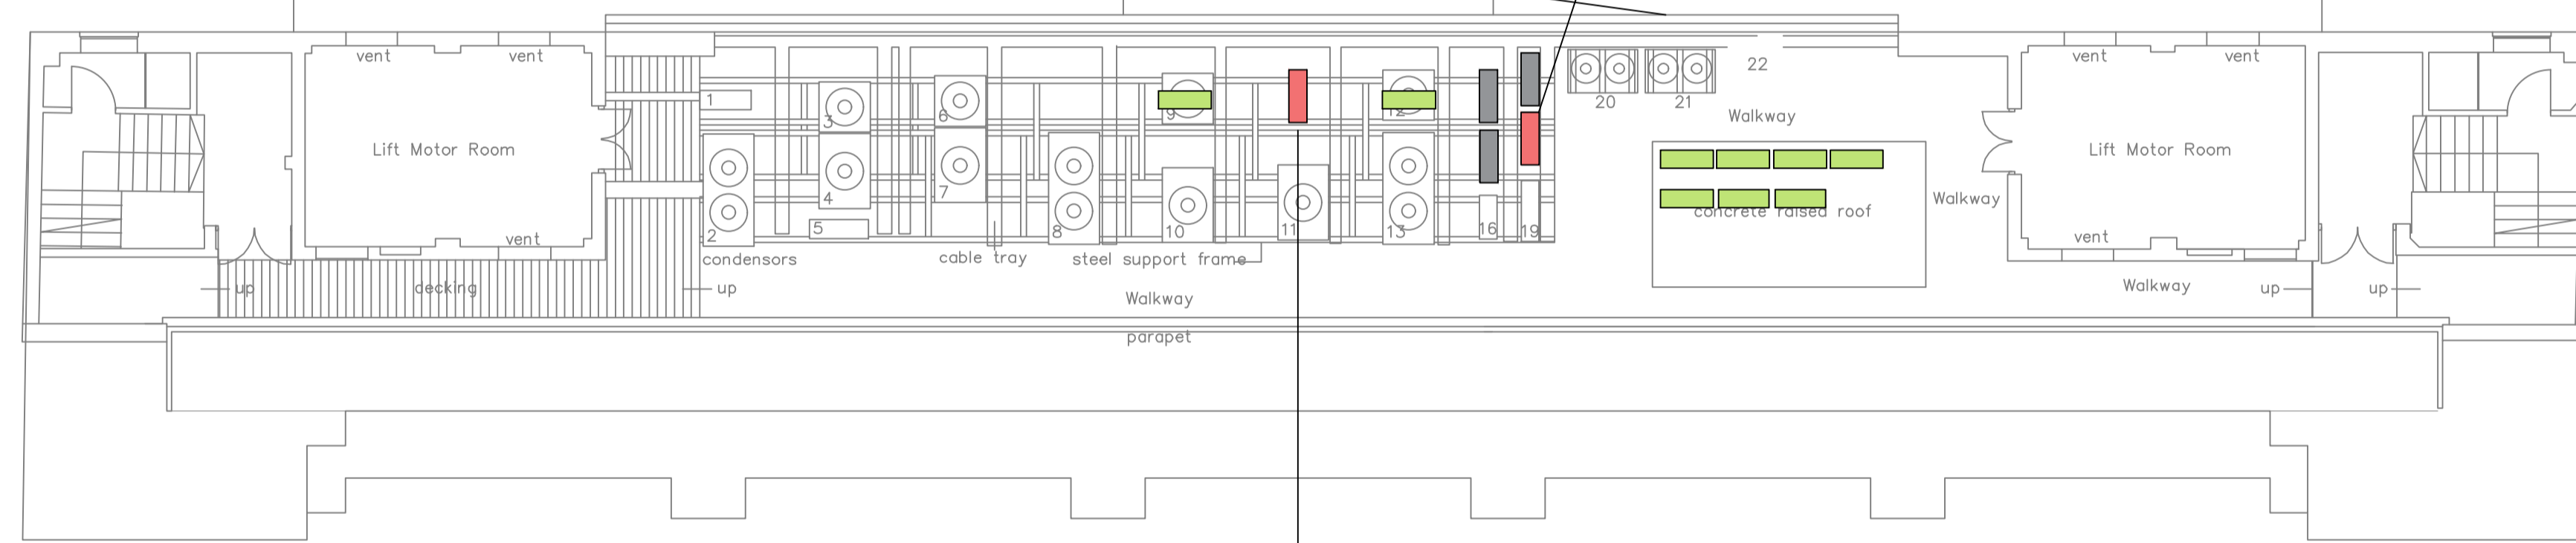 vent
vent
vent
vent
22
1
20
21
3
6
9
12
Walkway
Lift Motor Room
Lift Motor Room
4
7
Walkway
concrete raised roof
2
5
8
10
11
13
16
19
vent
vent
condensors
cable tray
steel support frame
up
decking
up
Walkway
Walkway
up
up
parapet